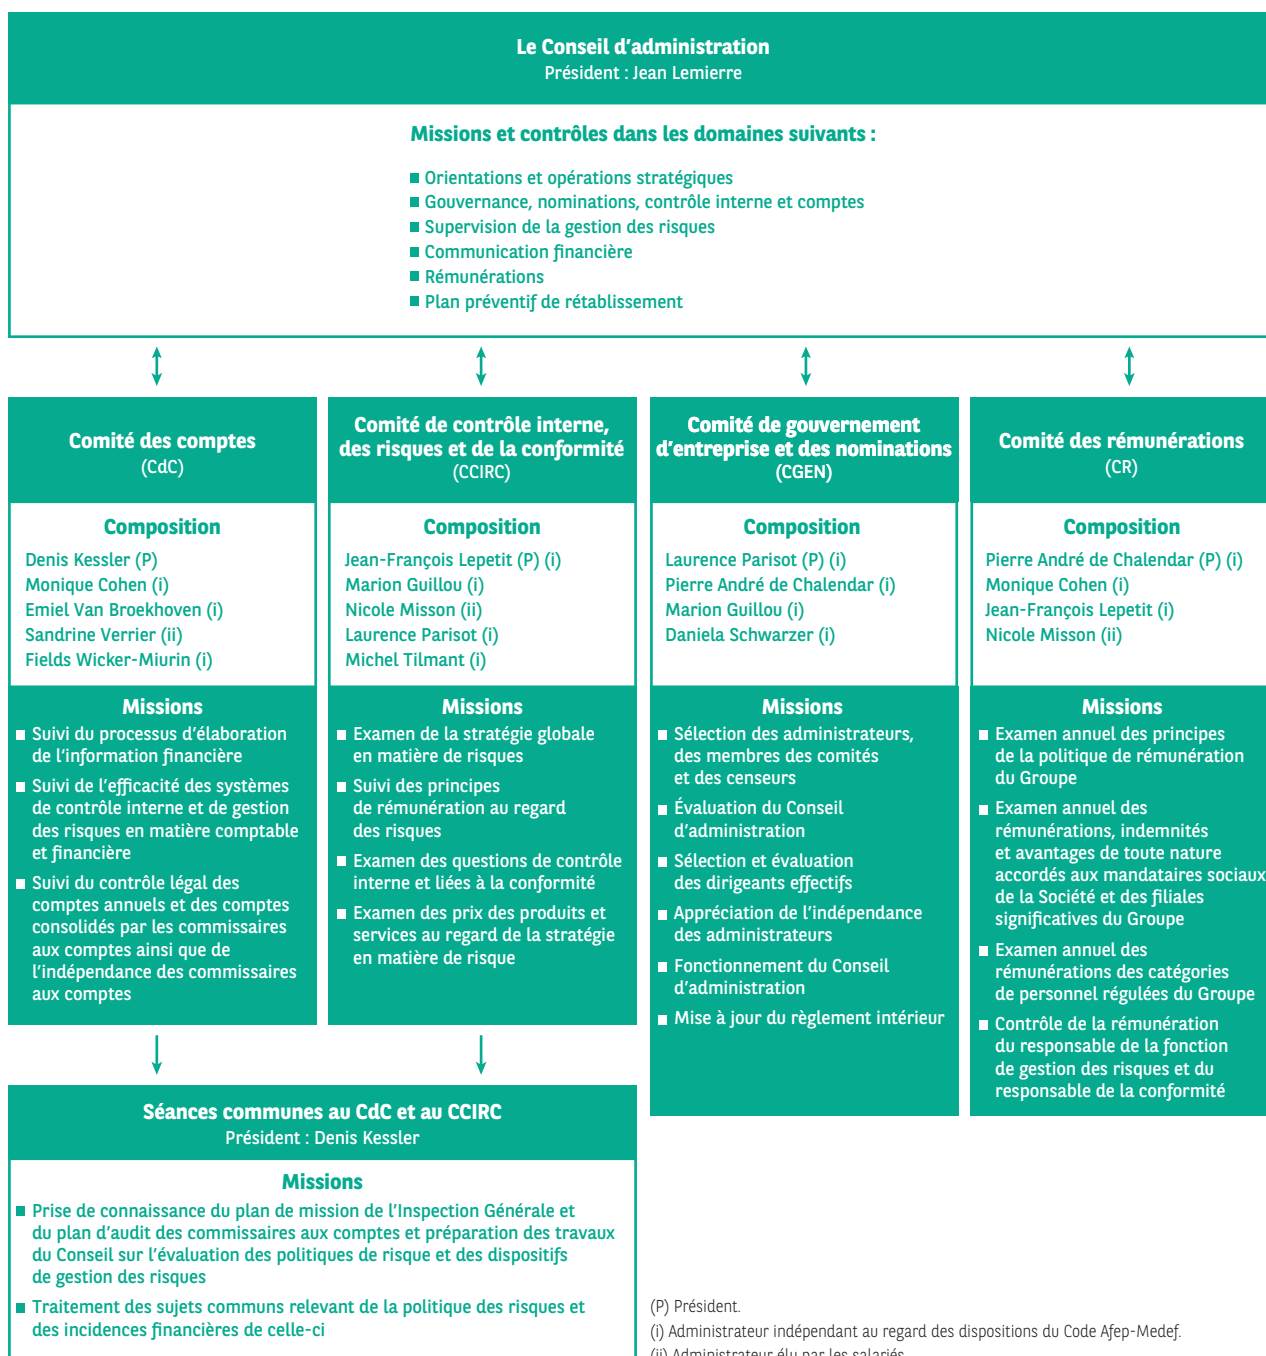 Le Conseil d'administration
Président : Jean Lemierre
Missions et contrôles dans les domaines suivants :
■ Orientations et opérations stratégiques
■ Gouvernance, nominations, contrôle interne et comptes
■ Supervision de la gestion des risques
■ Communication financière
■ Rémunérations
■ Plan préventif de rétablissement
Comité des comptes
(CdC)
Composition
Denis Kessler (P)
Monique Cohen (i)
Emiel Van Broekhoven (i)
Sandrine Verrier (ii)
Fields Wicker-Miurin (i)
Missions
■ Suivi du processus d'élaboration
de l'information financière
■ Suivi de l'efficacité des systèmes
de contrôle interne et de gestion
des risques en matière comptable
et financière
■ Suivi du contrôle légal des
comptes annuels et des comptes
consolidés par les commissaires
aux comptes ainsi que de
l'indépendance des commissaires
aux comptes
Comité de contrôle interne,
des risques et de la conformité
(CCIRC)
Composition
Jean-François Lepetit (P) (i)
Marion Guillou (i)
Nicole Misson (ii)
Laurence Parisot (i)
Michel Tilmant (i)
Missions
■ Examen de la stratégie globale
en matière de risques
■ Suivi des principes
de rémunération au regard
des risques
■ Examen des questions de contrôle
interne et liées à la conformité
■ Examen des prix des produits et
services au regard de la stratégie
en matière de risque
Comité de gouvernement
d'entreprise et des nominations
(CGEN)
Composition
Laurence Parisot (P) (i)
Pierre André de Chalendar (i)
Marion Guillou (i)
Daniela Schwarzer (i)
Missions
■ Sélection des administrateurs,
des membres des comités
et des censeurs
■ Évaluation du Conseil
d'administration
■ Sélection et évaluation
des dirigeants effectifs
■ Appréciation de l'indépendance
des administrateurs
■ Fonctionnement du Conseil
d'administration
■ Mise à jour du règlement intérieur
Comité des rémunérations
(CR)
Composition
Pierre André de Chalendar (P) (i)
Monique Cohen (i)
Jean-François Lepetit (i)
Nicole Misson (ii)
Missions
■ Examen annuel des principes
de la politique de rémunération
du Groupe
■ Examen annuel des
rémunérations, indemnités
et avantages de toute nature
accordés aux mandataires sociaux
de la Société et des filiales
significatives du Groupe
■ Examen annuel des
rémunérations des catégories
de personnel régulées du Groupe
■ Contrôle de la rémunération
du responsable de la fonction
de gestion des risques et du
responsable de la conformité
Séances communes au CdC et au CCIRC
Président : Denis Kessler
Missions
■ Prise de connaissance du plan de mission de l'Inspection Générale et
du plan d'audit des commissaires aux comptes et préparation des travaux
du Conseil sur l'évaluation des politiques de risque et des dispositifs
de gestion des risques
■ Traitement des sujets communs relevant de la politique des risques et
des incidences financières de celle-ci
(P) Président.
(i) Administrateur indépendant au regard des dispositions du Code Afep-Medef.
(ii) Administrateur élu par les salariés.